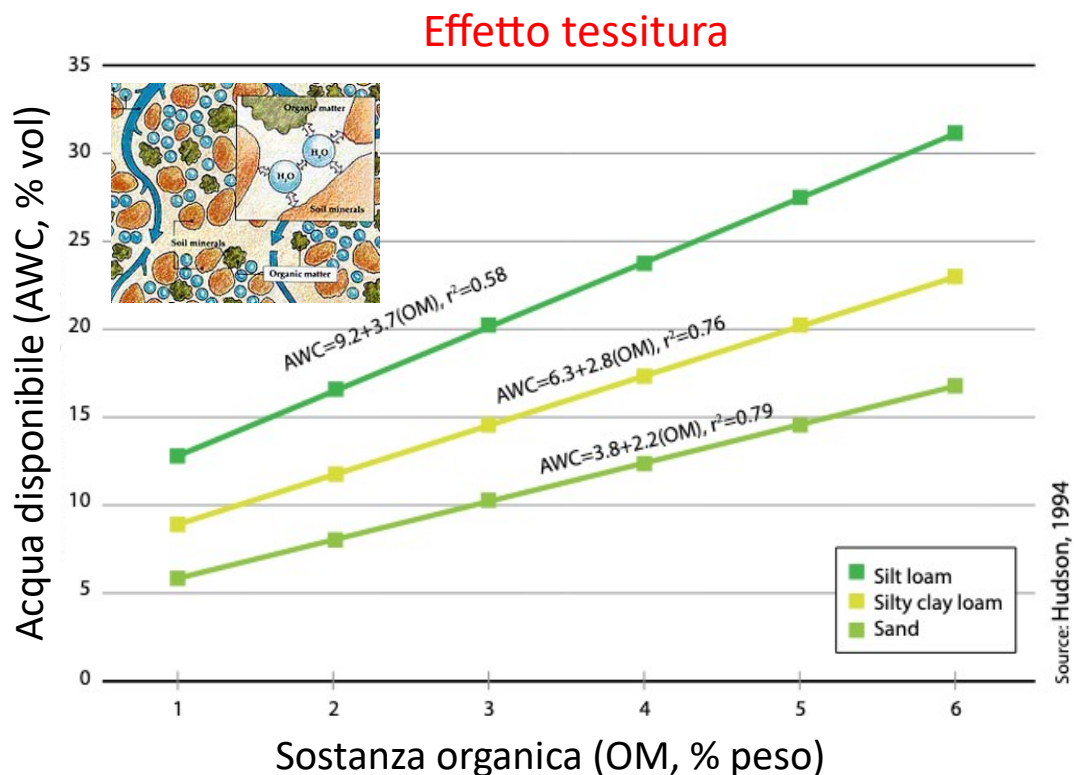 Effetto tessitura
Acqua disponibile (AWC, % vol)
35
30
25
20
15
10
5
0
Organic matter
H₂O
H₂O
Soil minerals
Soil minerals
Organic matter
AWC=9.2+3.7(OM), r²=0.58
AWC=6.3+2.8(OM), r²=0.76
AWC=3.8+2.2(OM), r²=0.79
Silt loam
Silty clay loam
Sand
Source: Hudson, 1994
1 2 3 4 5 6
Sostanza organica (OM, % peso)